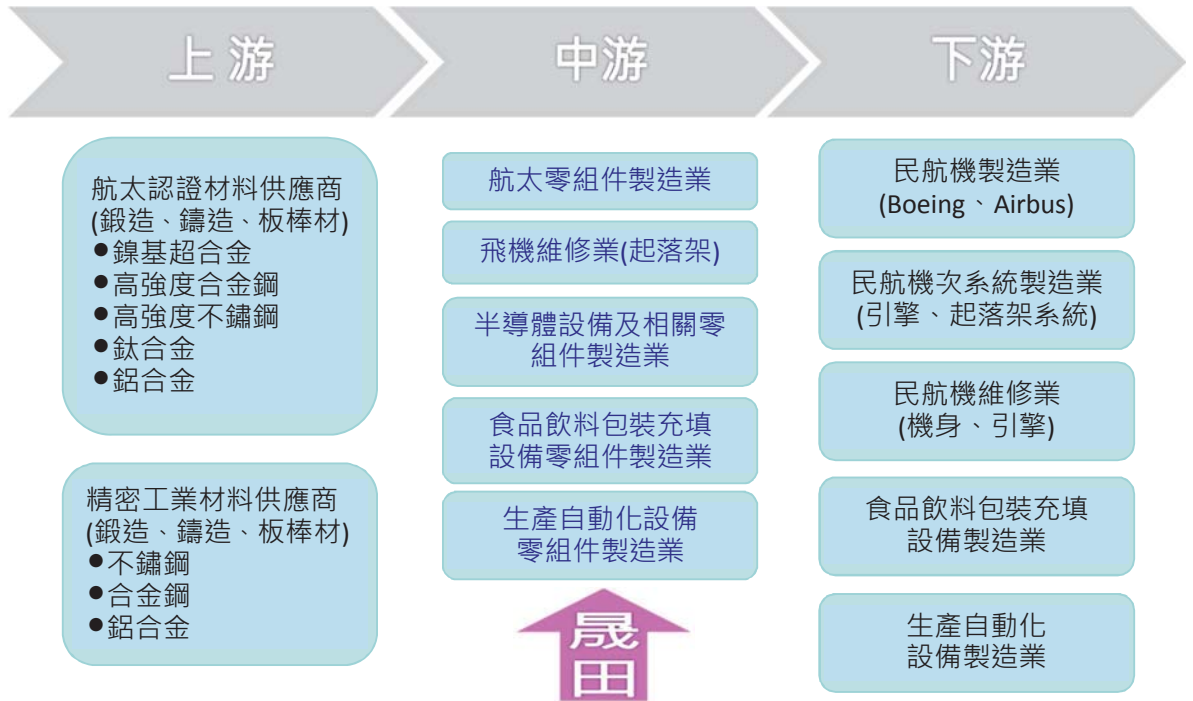 上游
中游
下游
航太認證材料供應商
(鍛造、鑄造、板棒材)
●鎳基超合金
●高強度合金鋼
●高強度不鏽鋼
●鈦合金
●鋁合金
精密工業材料供應商
(鍛造、鑄造、板棒材)
●不鏽鋼
●合金鋼
●鋁合金
航太零組件製造業
飛機維修業(起落架)
半導體設備及相關零
組件製造業
食品飲料包裝充填
設備零組件製造業
生產自動化設備
零組件製造業
晟
田
民航機製造業
(Boeing、Airbus)
民航機次系統製造業
(引擎、起落架系統)
民航機維修業
(機身、引擎)
食品飲料包裝充填
設備製造業
生產自動化
設備製造業